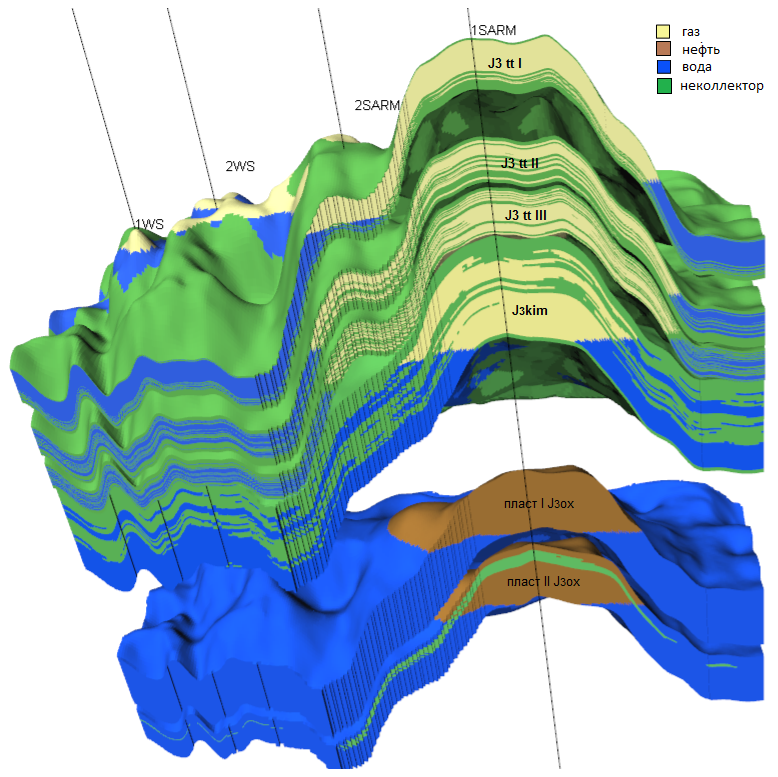 1SARM
газ
нефть
вода
неколлектор
J3 tt I
2SARM
J3 tt II
2WS
J3 tt III
1WS
J3kim
пласт I J3ox
пласт II J3ox